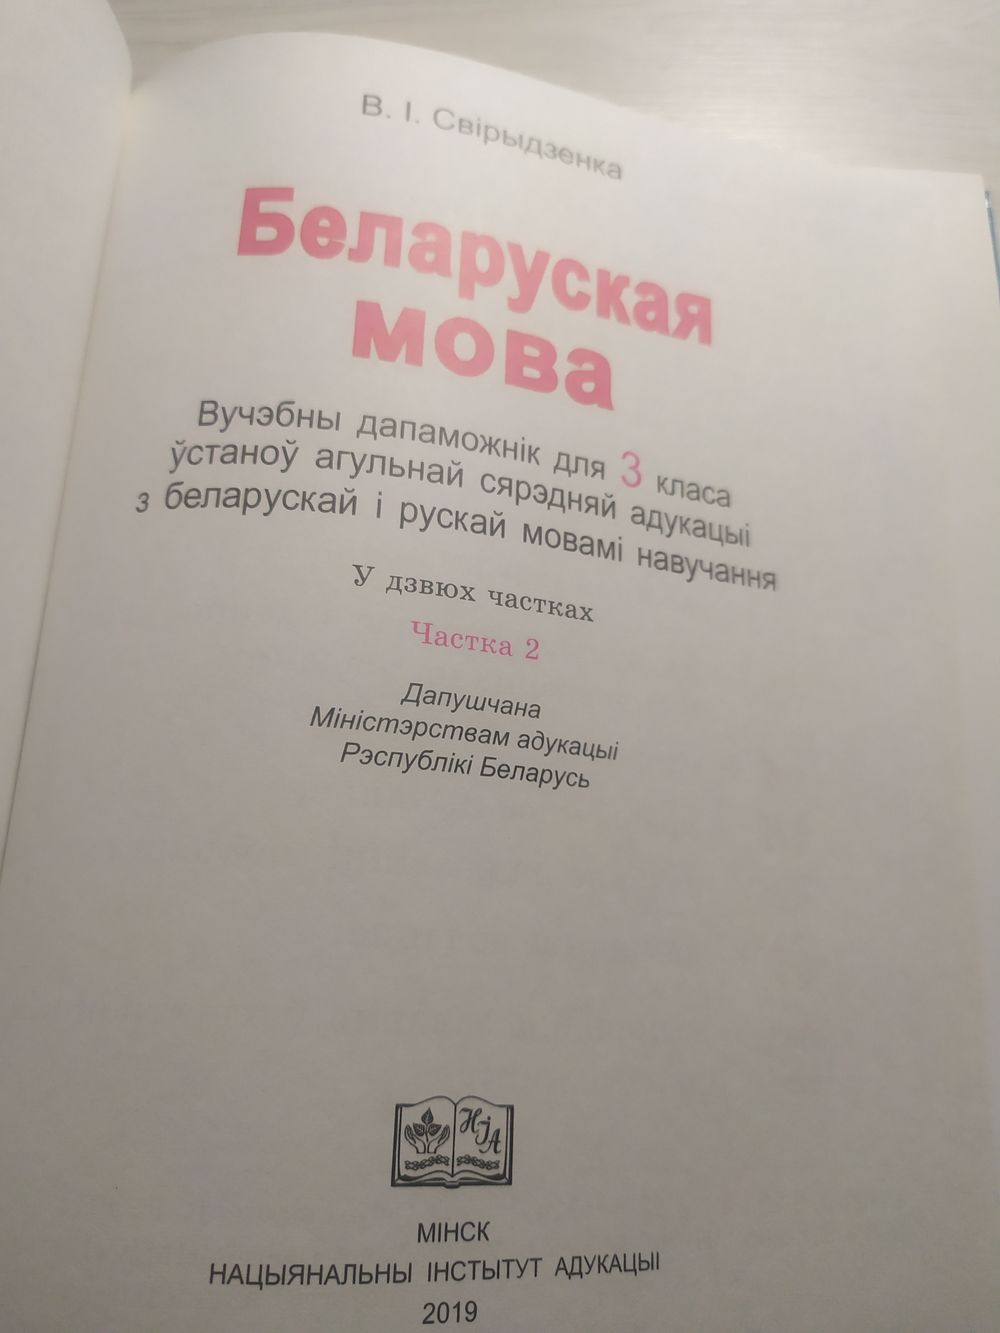 В. І. Свірыдзенка
Беларуская
мова
Вучэбны дапаможнік для 3 класа
ўстаноў агульнай сярэдняй адукацыі
з беларускай і рускай мовамі навучання
У дзвюх частках
Частка 2
Дапушчана
Міністэрствам адукацыі
Рэспублікі Беларусь
НІА
МІНСК
НАЦЫЯНАЛЬНЫ ІНСТЫТУТ АДУКАЦЫІ
2019